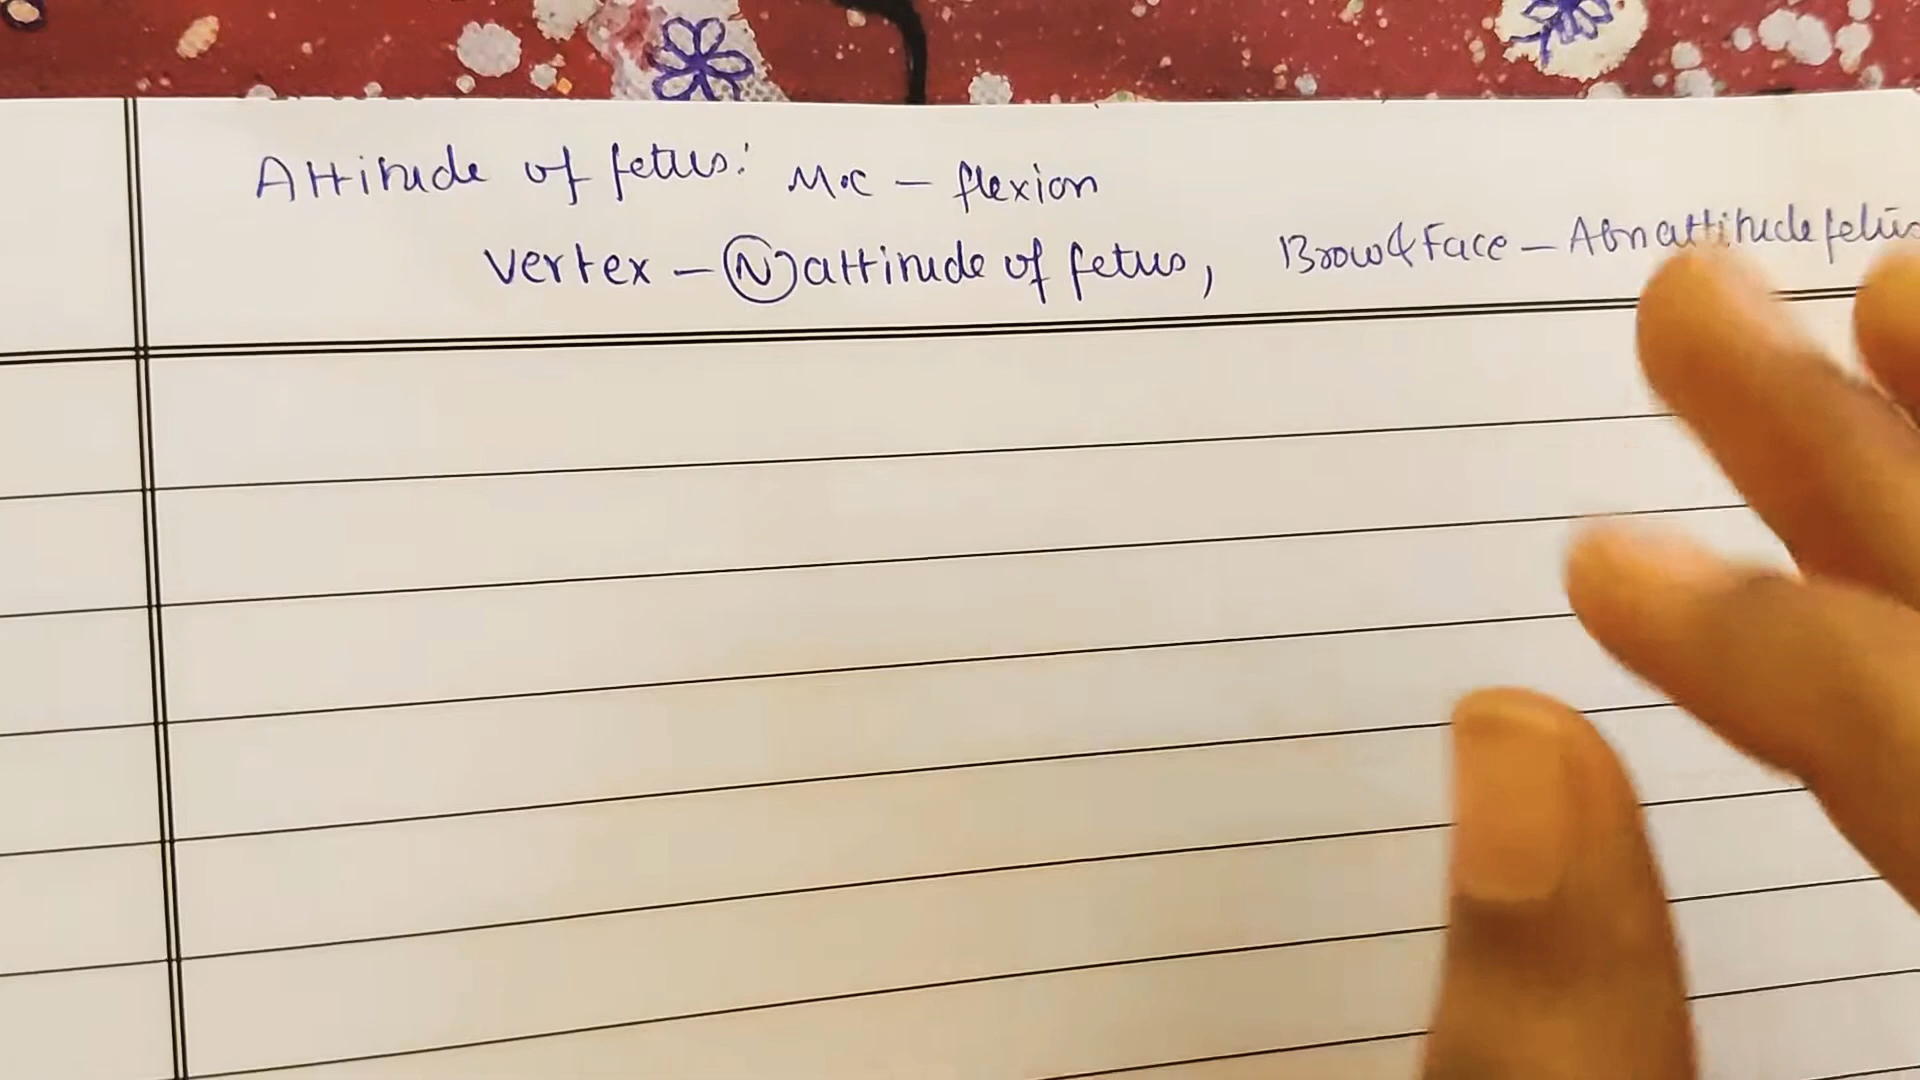 Attitude of fetus: M.C – flexion
Vertex – (N) attitude of fetus, Brow & Face – Abn attitude fetus